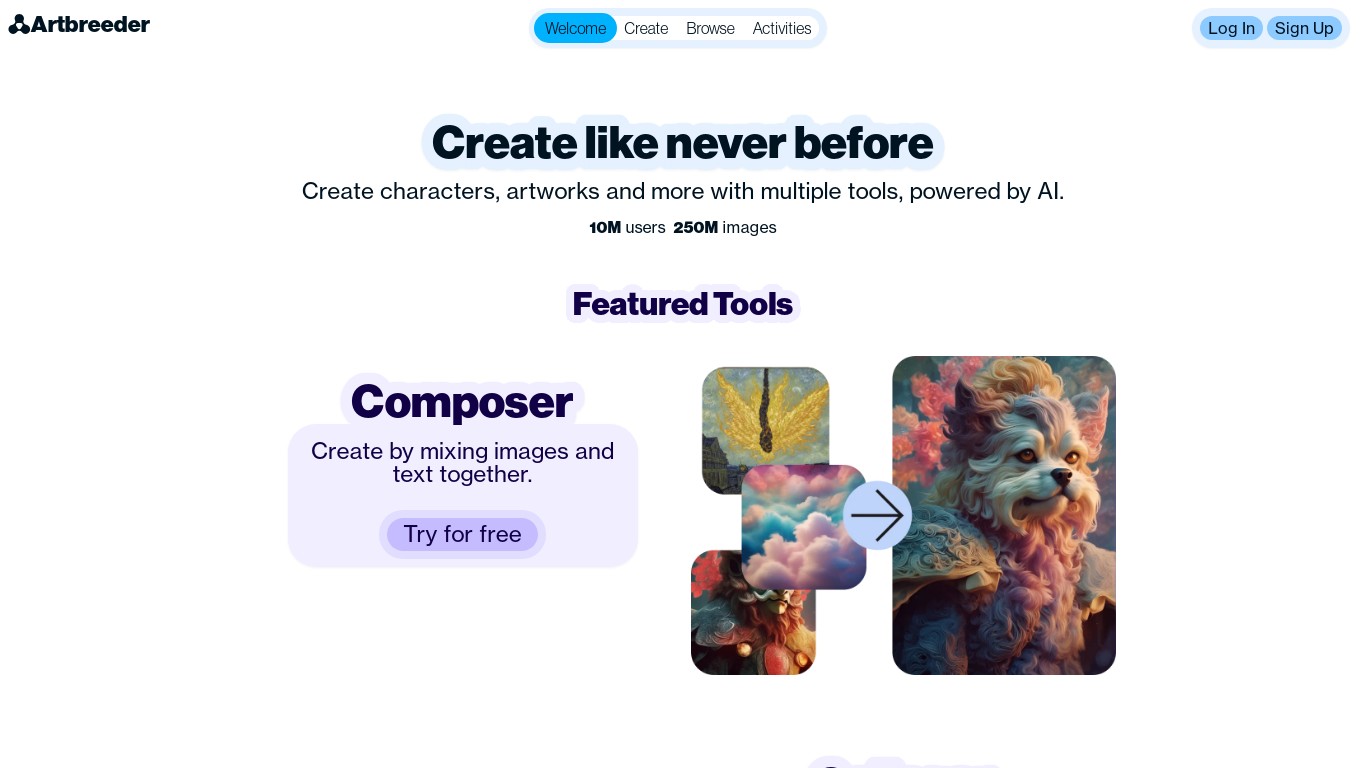 Artbreeder
Welcome Create Browse Activities
Log In Sign Up
Create like never before
Create characters, artworks and more with multiple tools, powered by AI.
10M users 250M images
Featured Tools
Composer
Create by mixing images and
text together.
Try for free